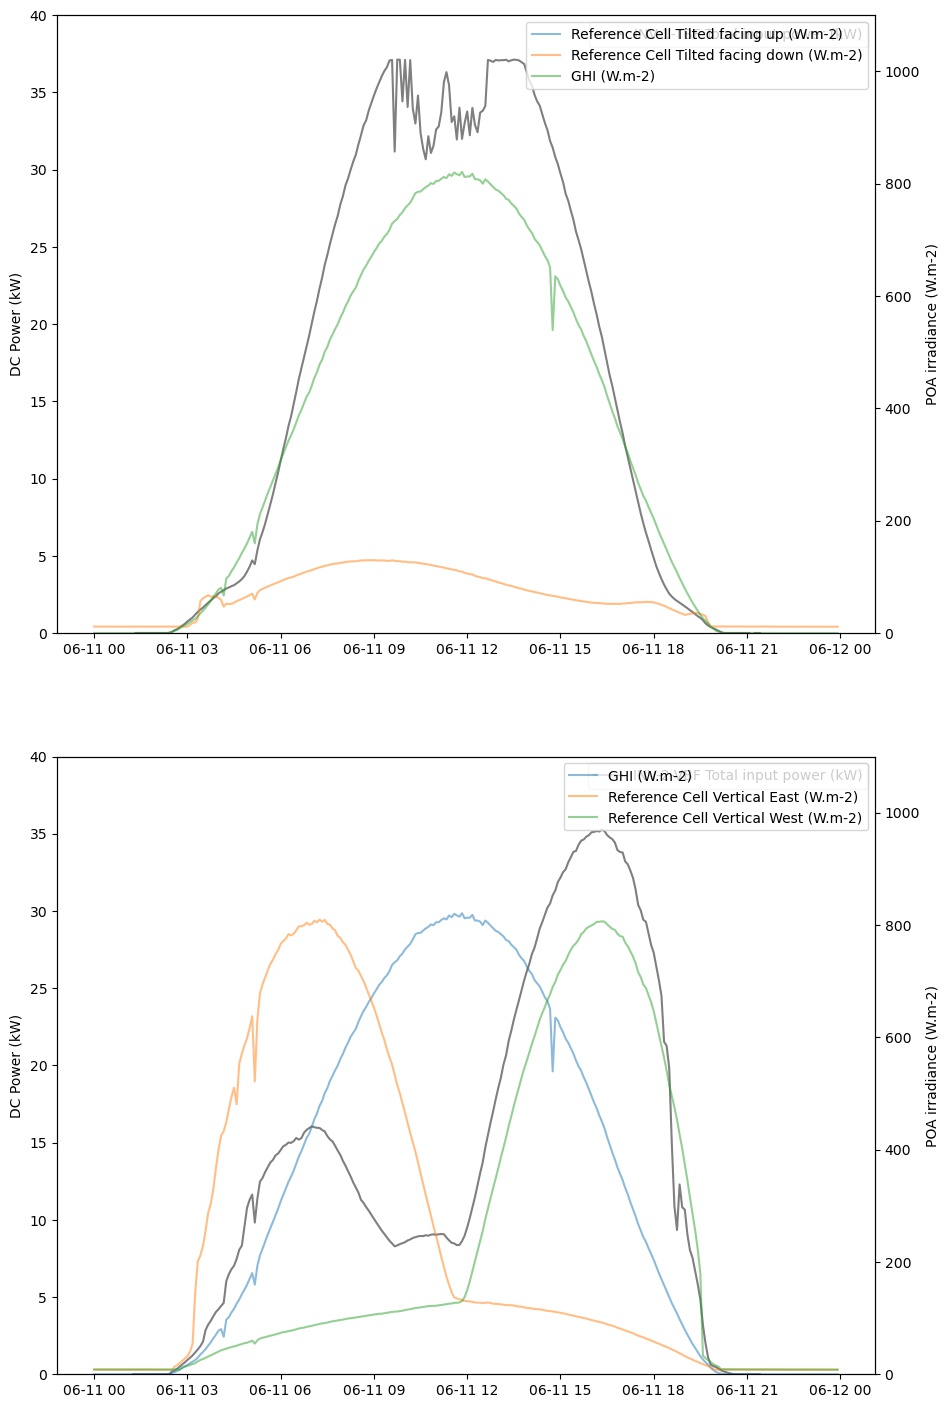 40
35
30
25
20
15
10
5
0
DC Power (kW)
Reference Cell Tilted facing up (W.m-2)
Reference Cell Tilted facing down (W.m-2)
GHI (W.m-2)
1000
800
600
400
200
0
POA irradiance (W.m-2)
06-11 00 06-11 03 06-11 06 06-11 09 06-11 12 06-11 15 06-11 18 06-11 21 06-12 00
40
35
30
25
20
15
10
5
0
DC Power (kW)
GHI (W.m-2) Total input power (kW)
Reference Cell Vertical East (W.m-2)
Reference Cell Vertical West (W.m-2)
1000
800
600
400
200
0
POA irradiance (W.m-2)
06-11 00 06-11 03 06-11 06 06-11 09 06-11 12 06-11 15 06-11 18 06-11 21 06-12 00